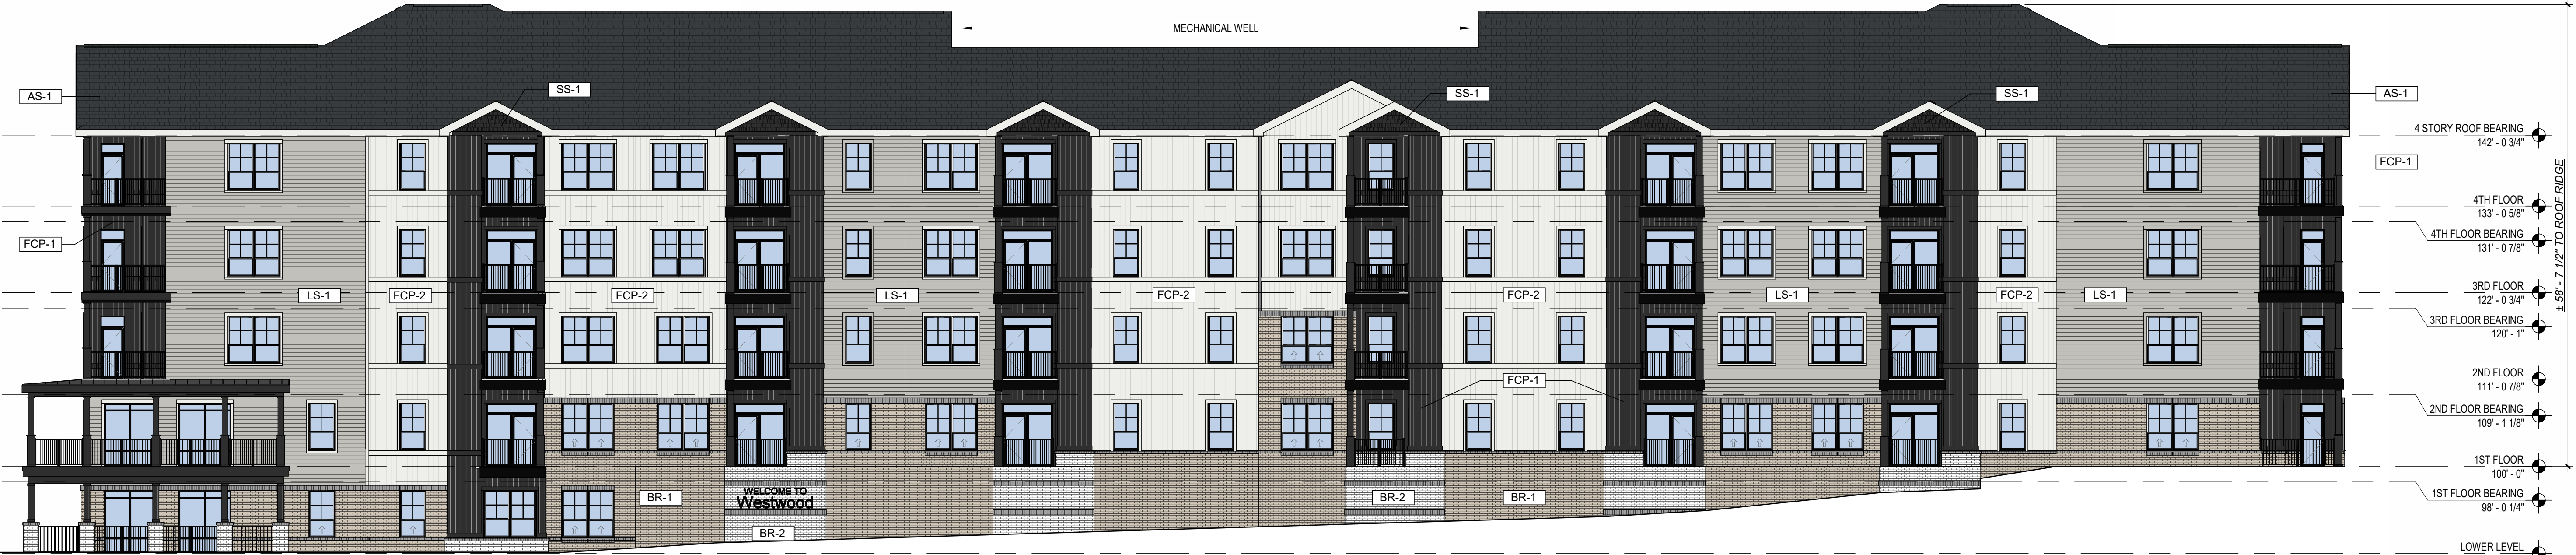 MECHANICAL WELL
SS-1
SS-1
SS-1
AS-1
AS-1
4 STORY ROOF BEARING
142' - 0 3/4"
FCP-1
± 58' - 7 1/2" TO ROOF RIDGE
4TH FLOOR
133' - 0 5/8"
FCP-1
4TH FLOOR BEARING
131' - 0 7/8"
LS-1
FCP-2
FCP-2
LS-1
FCP-2
FCP-2
LS-1
FCP-2
LS-1
3RD FLOOR
122' - 0 3/4"
3RD FLOOR BEARING
120' - 1"
FCP-1
2ND FLOOR
111' - 0 7/8"
2ND FLOOR BEARING
109' - 1 1/8"
1ST FLOOR
100' - 0"
WELCOME TO
Westwood
BR-1
BR-2
BR-1
1ST FLOOR BEARING
98' - 0 1/4"
BR-2
LOWER LEVEL